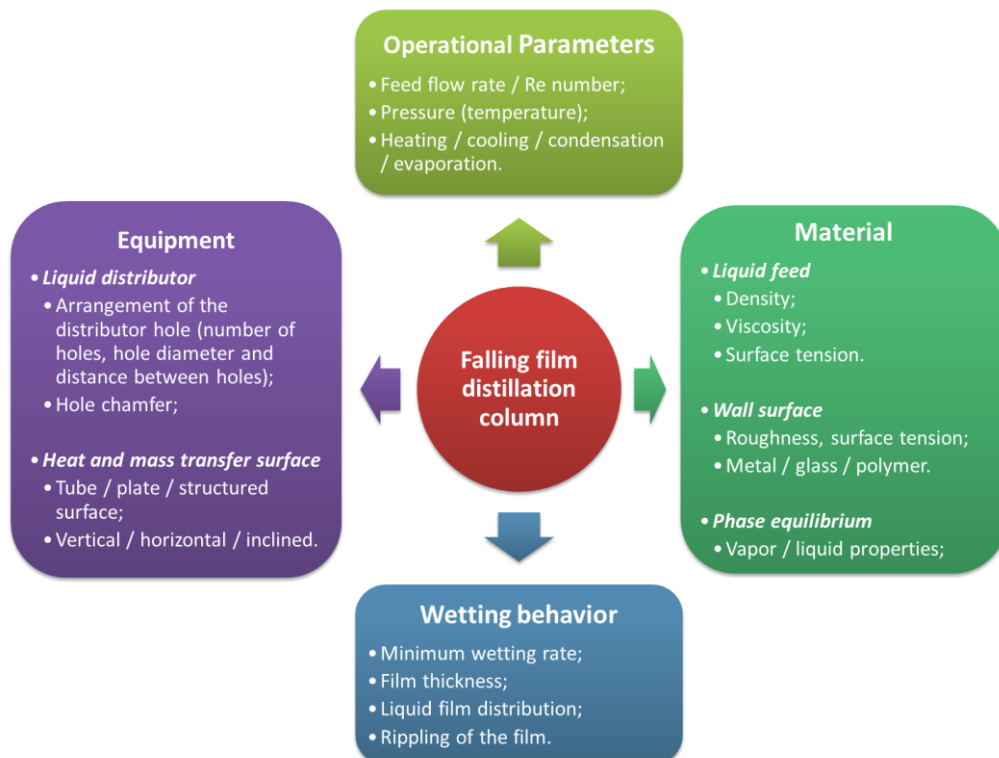 Operational Parameters
• Feed flow rate / Re number;
• Pressure (temperature);
• Heating / cooling / condensation
/ evaporation.
Equipment
• Liquid distributor
• Arrangement of the
distributor hole (number of
holes, hole diameter and
distance between holes);
• Hole chamfer;
• Heat and mass transfer surface
• Tube / plate / structured
surface;
• Vertical / horizontal / inclined.
Falling film
distillation
column
Material
• Liquid feed
• Density;
• Viscosity;
• Surface tension.
• Wall surface
• Roughness, surface tension;
• Metal / glass / polymer.
• Phase equilibrium
• Vapor / liquid properties;
Wetting behavior
• Minimum wetting rate;
• Film thickness;
• Liquid film distribution;
• Rippling of the film.